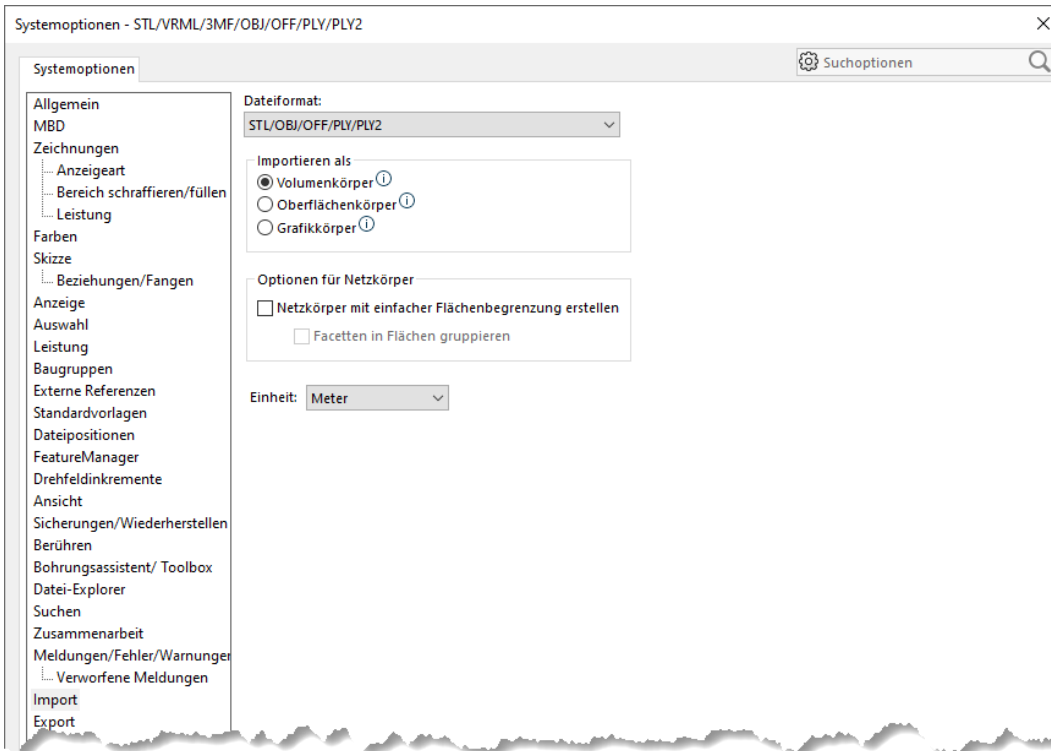 Systemoptionen - STL/VRML/3MF/OBJ/OFF/PLY/PLY2
Systemoptionen
Suchoptionen
Allgemein
MBD
Zeichnungen
Anzeigeart
Bereich schraffieren/füllen
Leistung
Farben
Skizze
Beziehungen/Fangen
Anzeige
Auswahl
Leistung
Baugruppen
Externe Referenzen
Standardvorlagen
Dateipositionen
FeatureManager
Drehfeldinkremente
Ansicht
Sicherungen/Wiederherstellen
Berühren
Bohrungsassistent/ Toolbox
Datei-Explorer
Suchen
Zusammenarbeit
Meldungen/Fehler/Warnungen
Verworfene Meldungen
Import
Export
Dateiformat:
STL/OBJ/OFF/PLY/PLY2
Importieren als
Volumenkörper
Oberflächenkörper
Grafikkörper
Optionen für Netzkörper
Netzkörper mit einfacher Flächenbegrenzung erstellen
Facetten in Flächen gruppieren
Einheit: Meter